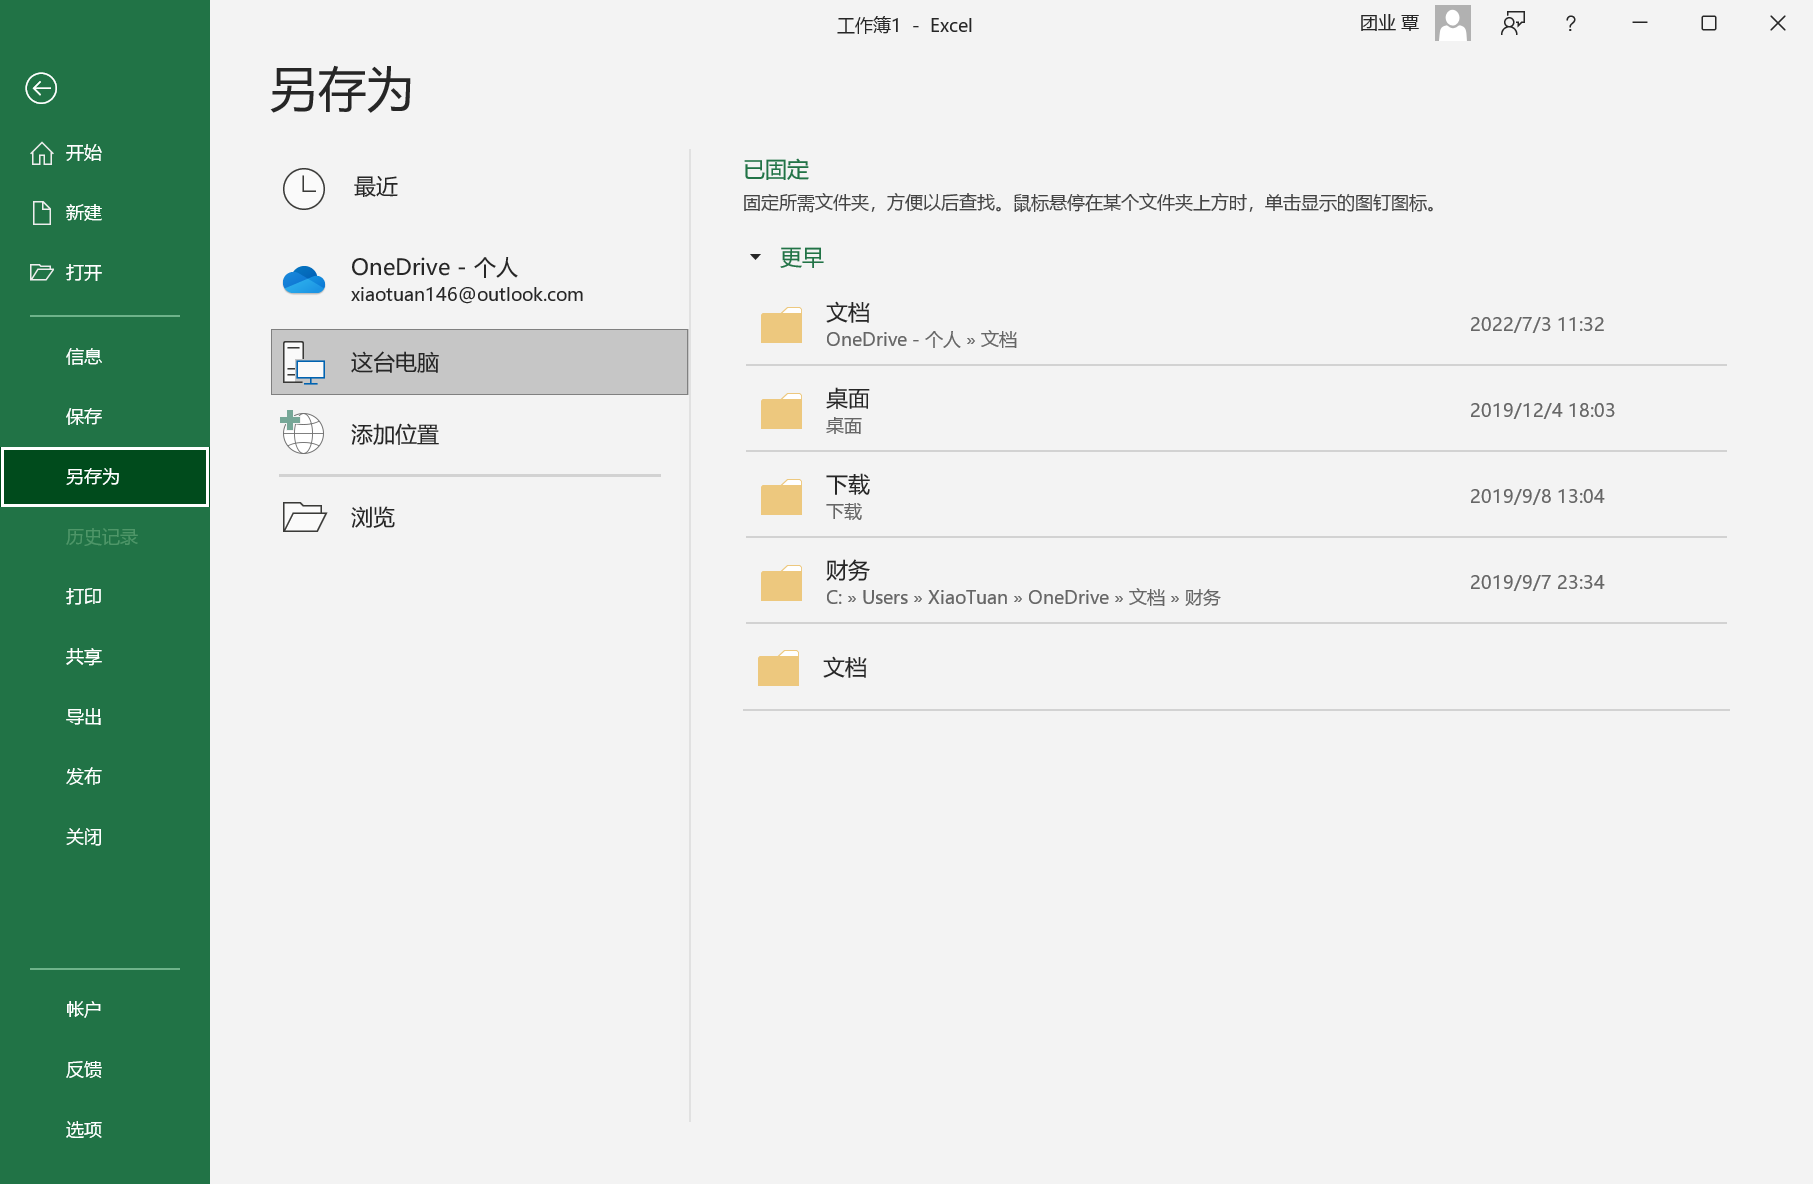 工作簿1 - Excel
团业 覃
?
另存为
开始
新建
打开
信息
保存
另存为
历史记录
打印
共享
导出
发布
关闭
帐户
反馈
选项
最近
OneDrive - 个人
xiaotuan146@outlook.com
这台电脑
添加位置
浏览
已固定
固定所需文件夹，方便以后查找。鼠标悬停在某个文件夹上方时，单击显示的图钉图标。
更早
文档
2022/7/3 11:32
OneDrive - 个人 » 文档
桌面
2019/12/4 18:03
桌面
下载
2019/9/8 13:04
下载
财务
2019/9/7 23:34
C: » Users » XiaoTuan » OneDrive » 文档 » 财务
文档